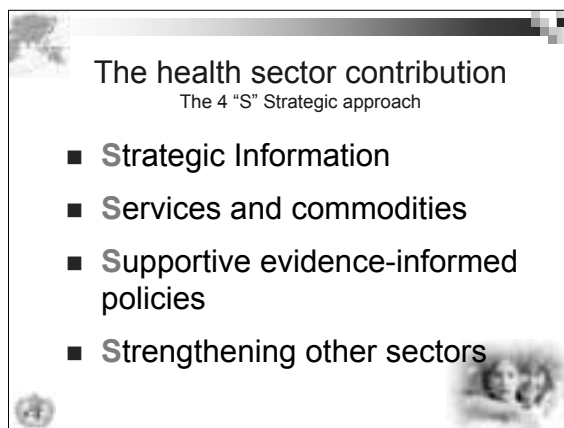 The health sector contribution
The 4 “S” Strategic approach
■ Strategic Information
■ Services and commodities
■ Supportive evidence-informed
policies
■ Strengthening other sectors